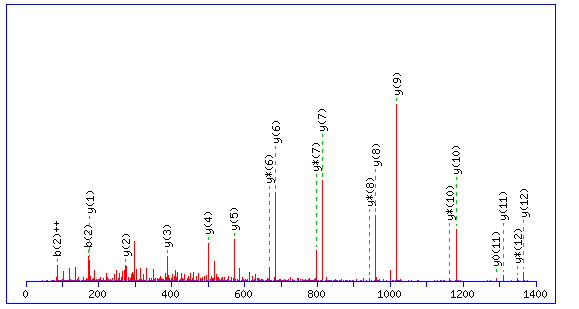 b(2)++
b(2)
y(1)
y(2)
y(3)
y(4)
y(5)
y*(6)
y(6)
y*(7)
y(7)
y*(8)
y(8)
y(9)
y*(10)
y(10)
yo(11)
y(11)
y*(12)
y(12)
0 200 400 600 800 1000 1200 1400